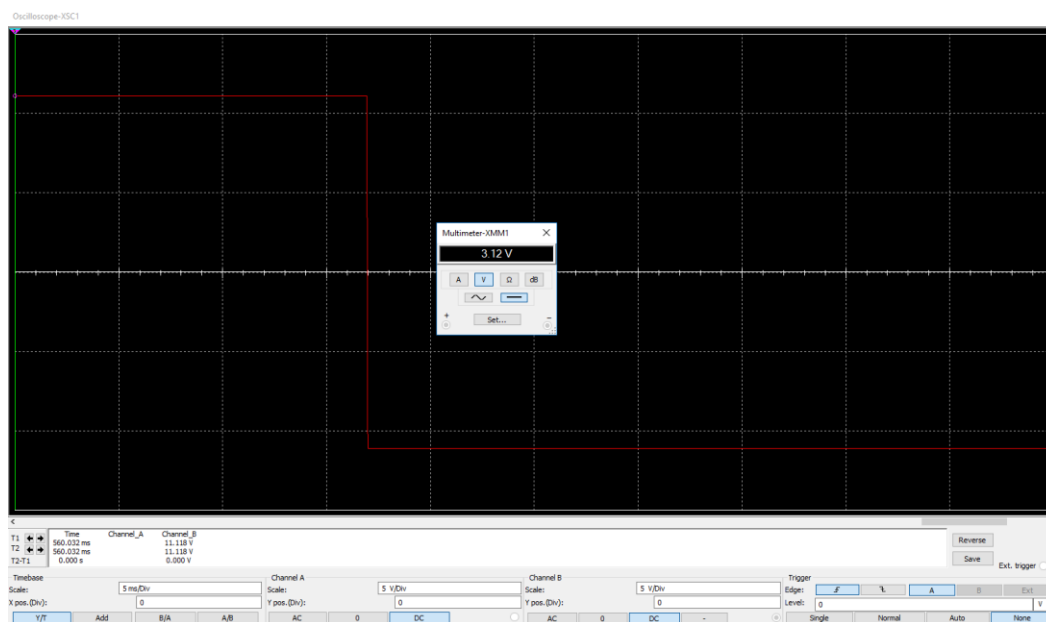 Oscilloscope-XSC1
Multimeter-XMM1
3.12 V
A V Ω dB
+ -
Set...
Time Channel_A Channel_B
T1 560.032 ms 11.118 V
T2 560.032 ms 11.118 V
T2-T1 0.000 s 0.000 V
Reverse
Save
Ext. trigger
Timebase Channel A Channel B Trigger
Scale: 5 ms/Div Scale: 5 V/Div Scale: 5 V/Div Edge: A B Ext
X pos.(Div): 0 Y pos.(Div): 0 Y pos.(Div): 0 Level: 0 V
Y/T Add B/A A/B AC 0 DC AC 0 DC - Single Normal Auto None